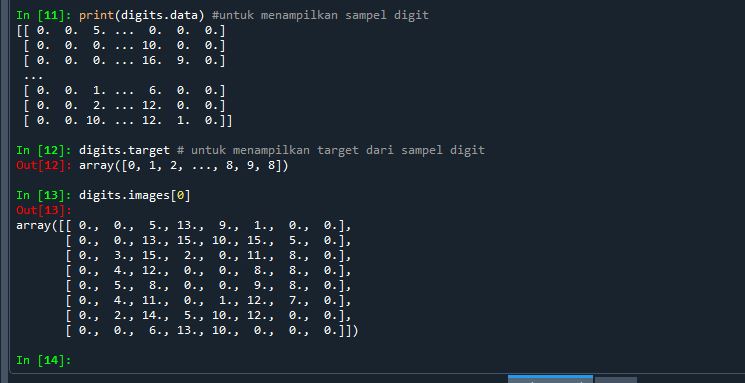 In [11]: print(digits.data) #untuk menampilkan sampel digit
[[ 0. 0. 5. ... 0. 0. 0.]
[ 0. 0. 0. ... 10. 0. 0.]
[ 0. 0. 0. ... 16. 9. 0.]
...
[ 0. 0. 1. ... 6. 0. 0.]
[ 0. 0. 2. ... 12. 0. 0.]
[ 0. 0. 10. ... 12. 1. 0.]]
In [12]: digits.target # untuk menampilkan target dari sampel digit
Out[12]: array([0, 1, 2, ..., 8, 9, 8])
In [13]: digits.images[0]
Out[13]:
array([[ 0., 0., 5., 13., 9., 1., 0., 0.],
[ 0., 0., 13., 15., 10., 15., 5., 0.],
[ 0., 3., 15., 2., 0., 11., 8., 0.],
[ 0., 4., 12., 0., 0., 8., 8., 0.],
[ 0., 5., 8., 0., 0., 9., 8., 0.],
[ 0., 4., 11., 0., 1., 12., 7., 0.],
[ 0., 2., 14., 5., 10., 12., 0., 0.],
[ 0., 0., 6., 13., 10., 0., 0., 0.]])
In [14]: